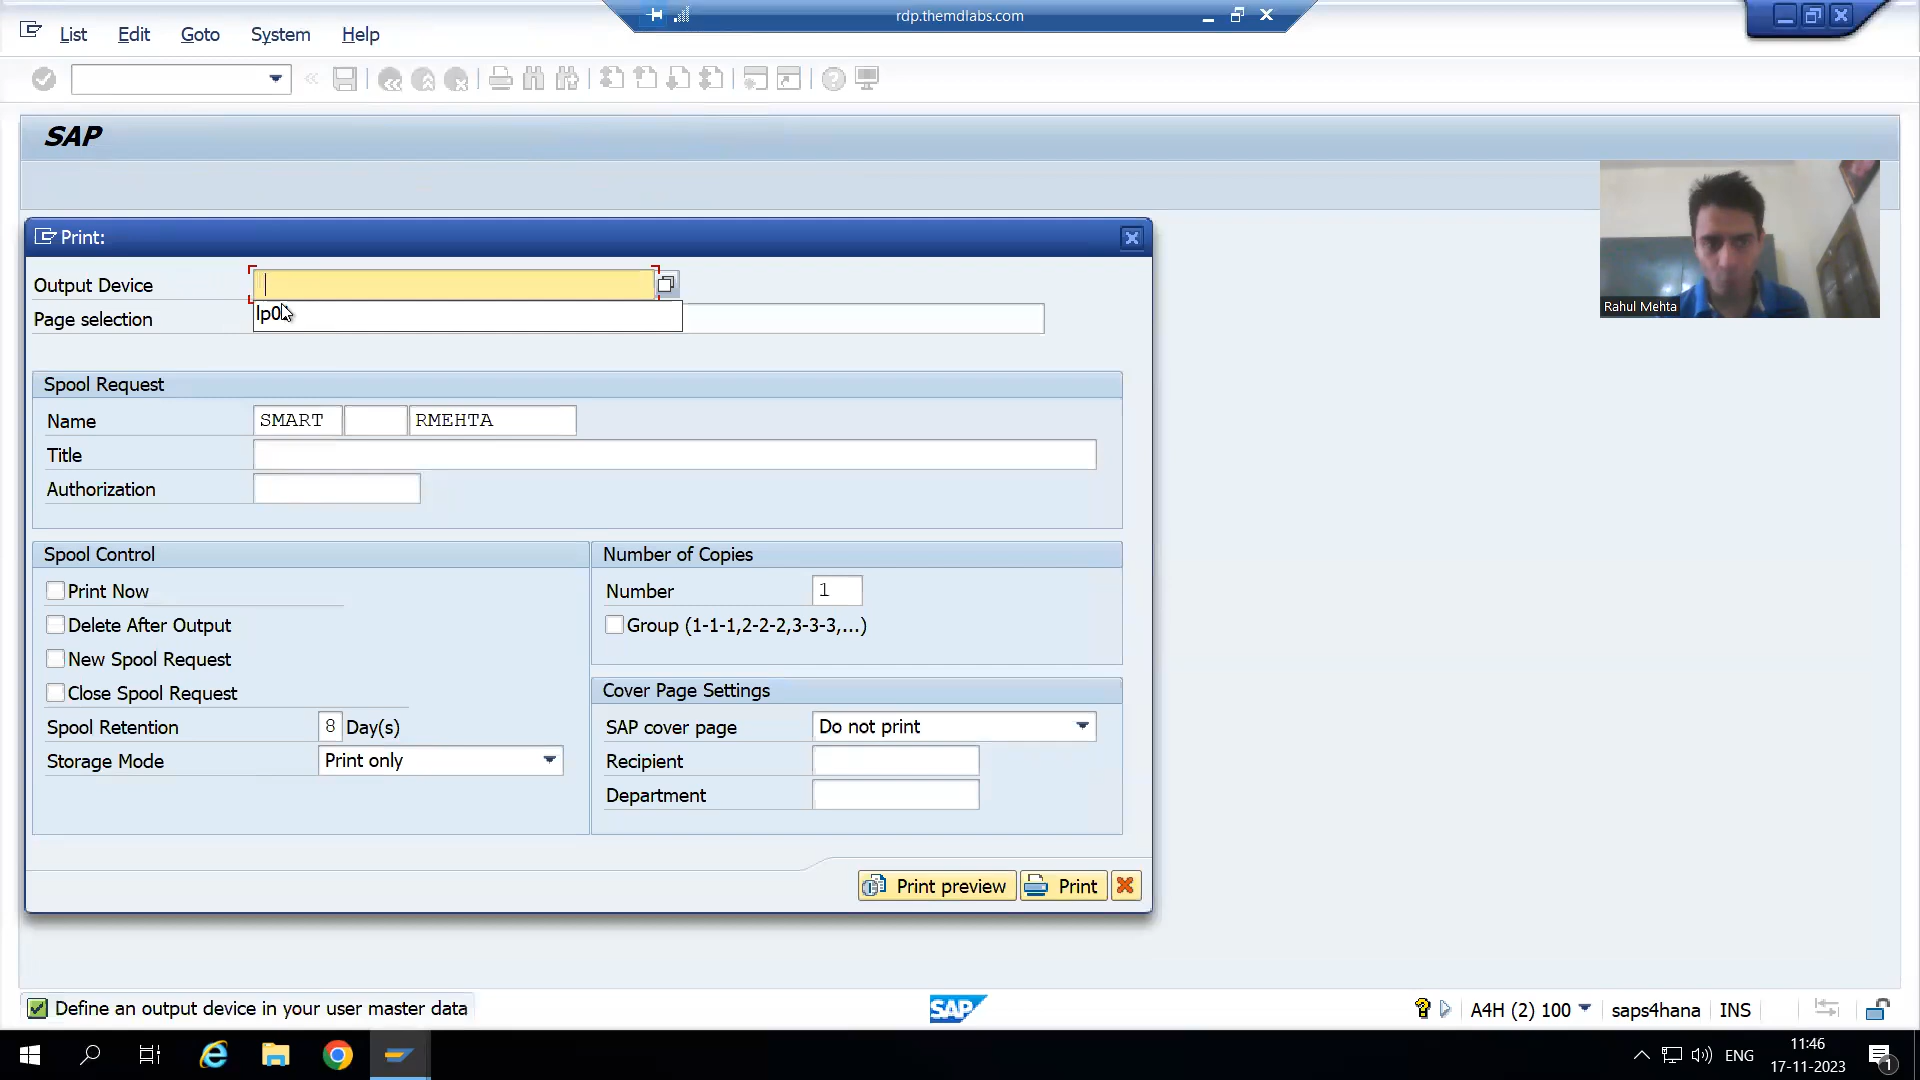 rdp.themdlabs.com
List Edit Goto System Help
SAP
Print:
Output Device
lp0
Page selection
Rahul Mehta
Spool Request
Name SMART RMEHTA
Title
Authorization
Spool Control
Print Now
Delete After Output
New Spool Request
Close Spool Request
Spool Retention 8 Day(s)
Storage Mode Print only
Number of Copies
Number 1
Group (1-1-1,2-2-2,3-3-3,...)
Cover Page Settings
SAP cover page Do not print
Recipient
Department
Print preview Print
Define an output device in your user master data
SAP
A4H (2) 100 saps4hana INS
ENG
11:46
17-11-2023
1